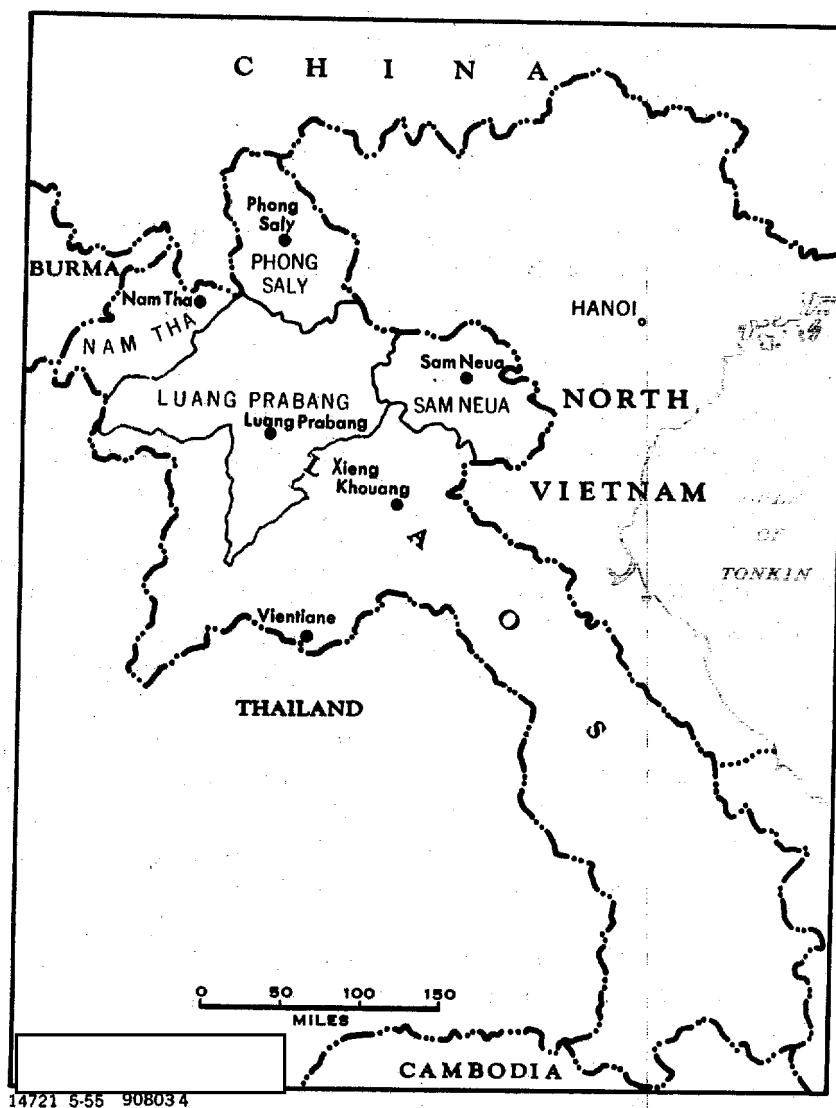 CHINA
Phong
Saly
PHONG
SALY
BURMA
Nam Tha
NAM THA
HANOI
Sam Neua
SAM NEUA
NORTH
VIETNAM
LUANG PRABANG
Luang Prabang
Xieng
Khouang
A
O
S
OF
TONKIN
Vientiane
THAILAND
0 50 100 150
MILES
CAMBODIA
14721 5-55 908034